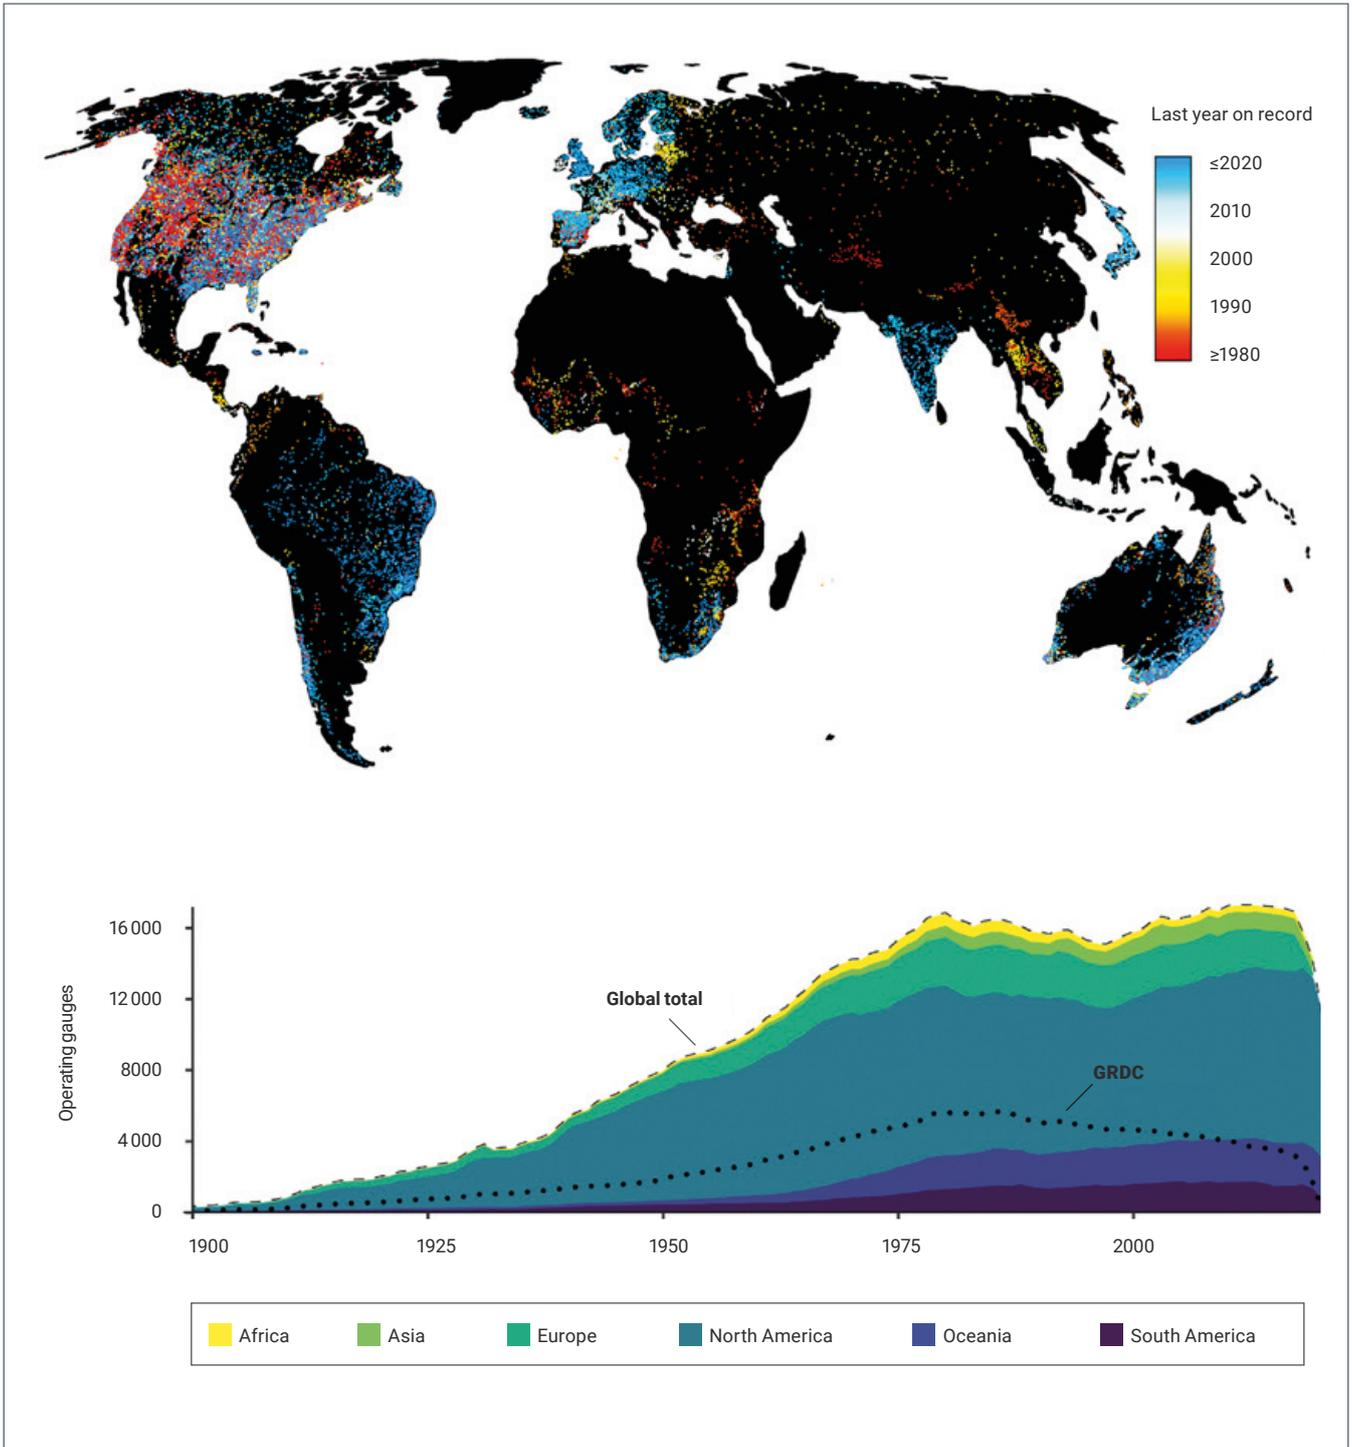 Last year on record
≤2020
2010
2000
1990
≥1980
16 000
12 000
8000
4 000
0
Operating gauges
Global total
GRDC
1900 1925 1950 1975 2000
Africa Asia Europe North America Oceania South America